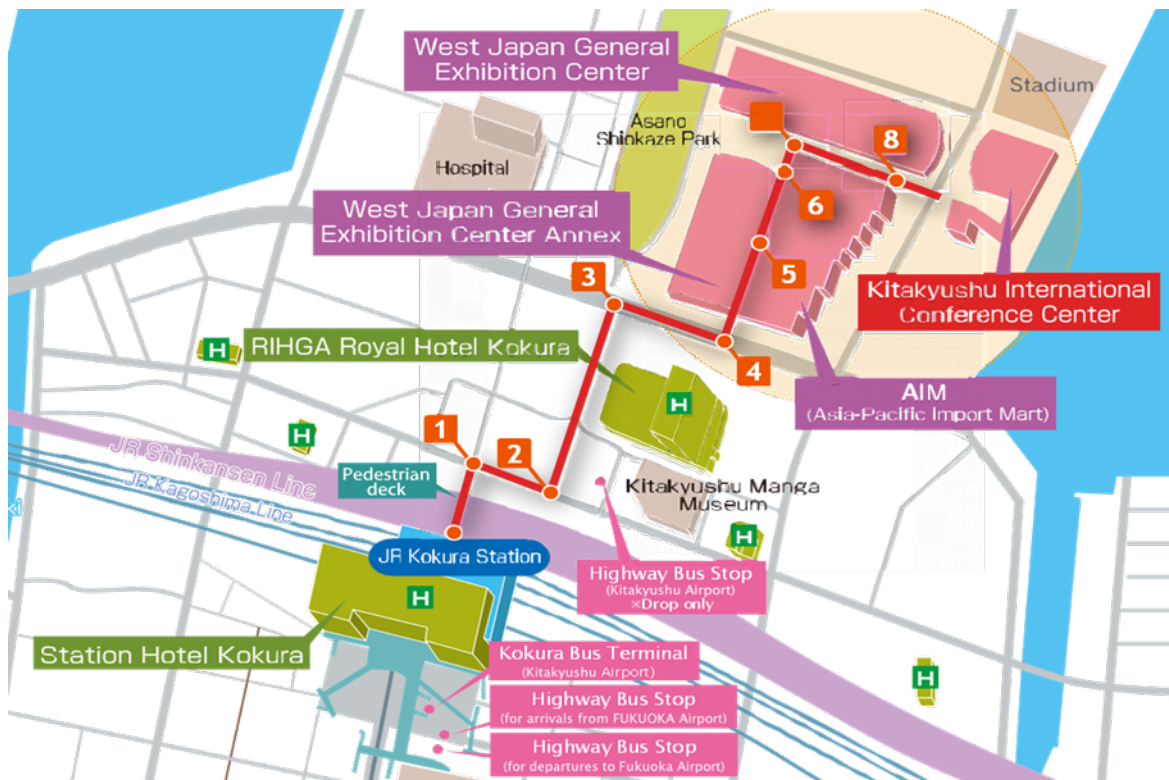 West Japan General
Exhibition Center
Stadium
Asano
Shiokaze Park
8
Hospital
6
West Japan General
Exhibition Center Annex
5
3
Kitakyushu International
Conference Center
RIHGA Royal Hotel Kokura
H
4
AIM
(Asia-Pacific Import Mart)
H
1
H
2
JR Shinkansen Line
Pedestrian
deck
JR Kagoshima Line
Kitakyushu Manga
Museum
H
JR Kokura Station
Highway Bus Stop
(Kitakyushu Airport)
※Drop only
H
Station Hotel Kokura
Kokura Bus Terminal
(Kitakyushu Airport)
H
Highway Bus Stop
(for arrivals from FUKUOKA Airport)
Highway Bus Stop
(for departures to Fukuoka Airport)